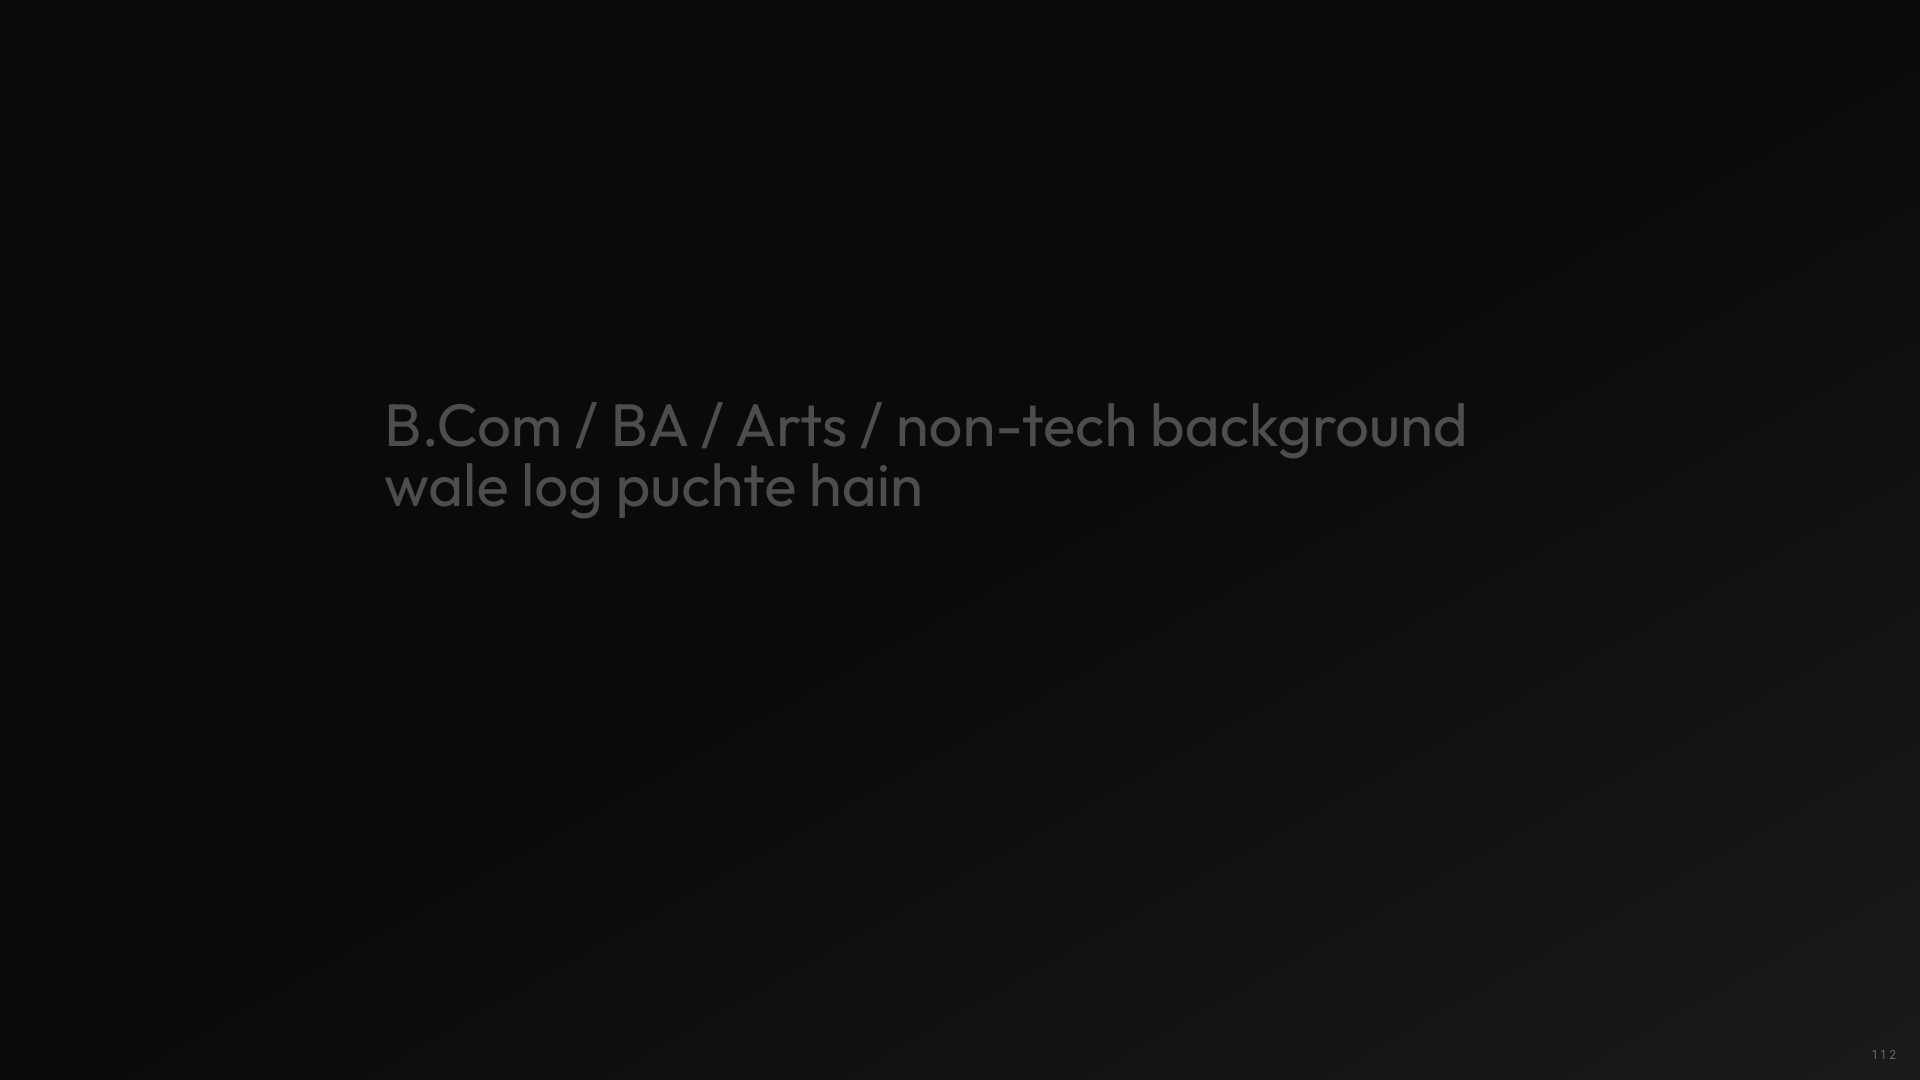 B.Com / BA / Arts / non-tech background
wale log puchte hain
112